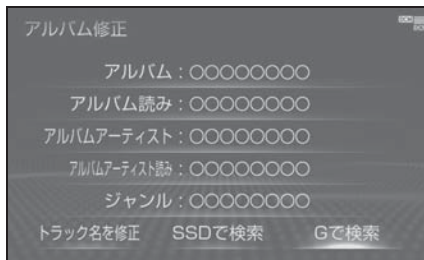 アルバム修正
アルバム：○○○○○○○○
アルバム読み：○○○○○○○○
アルバムアーティスト：○○○○○○○○
アルバムアーティスト読み：○○○○○○○○
ジャンル：○○○○○○○○
トラック名を修正 SSDで検索 Gで検索